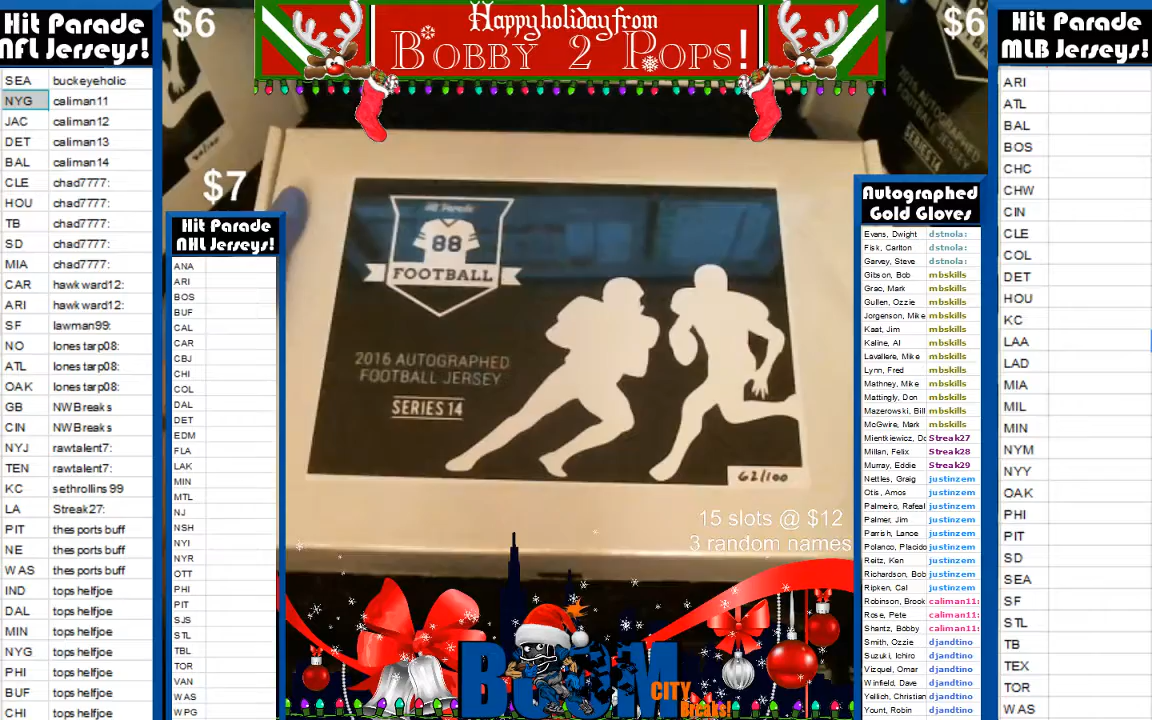 Hit Parade
NFL Jerseys!
SEA buckeyeholic
NYG caliman11
JAC caliman12
DET caliman13
BAL caliman14
CLE chad7777:
HOU chad7777:
TB chad7777:
SD chad7777:
MIA chad7777:
CAR hawkward12:
ARI hawkward12:
SF lawman99:
NO lonestarp08:
ATL lonestarp08:
OAK lonestarp08:
GB NWBreaks
CIN NWBreaks
NYJ rawtalent7:
TEN rawtalent7:
KC sethrollins99
LA Streak27:
PIT thesportsbuff
NE thesportsbuff
WAS thesportsbuff
IND topshelfjoe
DAL topshelfjoe
MIN topshelfjoe
NYG topshelfjoe
PHI topshelfjoe
BUF topshelfjoe
CHI topshelfjoe
$6
$7
Hit Parade
NHL Jerseys!
ANA
ARI
BOS
BUF
CAL
CAR
CBJ
CHI
COL
DAL
DET
EDM
FLA
LAK
MIN
MTL
NJ
NSH
NYI
NYR
OTT
PHI
PIT
SJS
STL
TBL
TOR
VAN
WAS
WPG
Happy holiday from
BOBBY 2 POPS!
Hit Parade
88
FOOTBALL
2016 AUTOGRAPHED
FOOTBALL JERSEY
SERIES 14
62/100
15 slots @ $12
3 random names
BOOM
CITY
Breaks!
$6
2016 AUTOGRAPHED
FOOTBALL JERSEY
SERIES 14
Autographed
Gold Gloves
Evans, Dwight dstnola:
Fisk, Carlton dstnola:
Garvey, Steve dstnola:
Gibson, Bob mbskills
Grac, Mark mbskills
Gullen, Ozzie mbskills
Jorgenson, Mike mbskills
Kaat, Jim mbskills
Kaline, Al mbskills
Lavallere, Mike mbskills
Lynn, Fred mbskills
Mathney, Mike mbskills
Mattingly, Don mbskills
Mazerowski, Bill mbskills
McGwire, Mark mbskills
Mientkiewicz, Do Streak27
Millan, Felix Streak28
Murray, Eddie Streak29
Nettles, Graig justinzem
Otis, Amos justinzem
Palmeiro, Rafeal justinzem
Palmer, Jim justinzem
Parrish, Lance justinzem
Polanco, Placido justinzem
Reitz, Ken justinzem
Richardson, Bob justinzem
Ripken, Cal justinzem
Robinson, Brook caliman11:
Rose, Pete caliman11:
Shantz, Bobby caliman11:
Smith, Ozzie djandtino
Suzuki, Ichiro djandtino
Vizquel, Omar djandtino
Winfield, Dave djandtino
Yellich, Christian djandtino
Yount, Robin djandtino
Hit Parade
MLB Jerseys!
ARI
ATL
BAL
BOS
CHC
CHW
CIN
CLE
COL
DET
HOU
KC
LAA
LAD
MIA
MIL
MIN
NYM
NYY
OAK
PHI
PIT
SD
SEA
SF
STL
TB
TEX
TOR
WAS